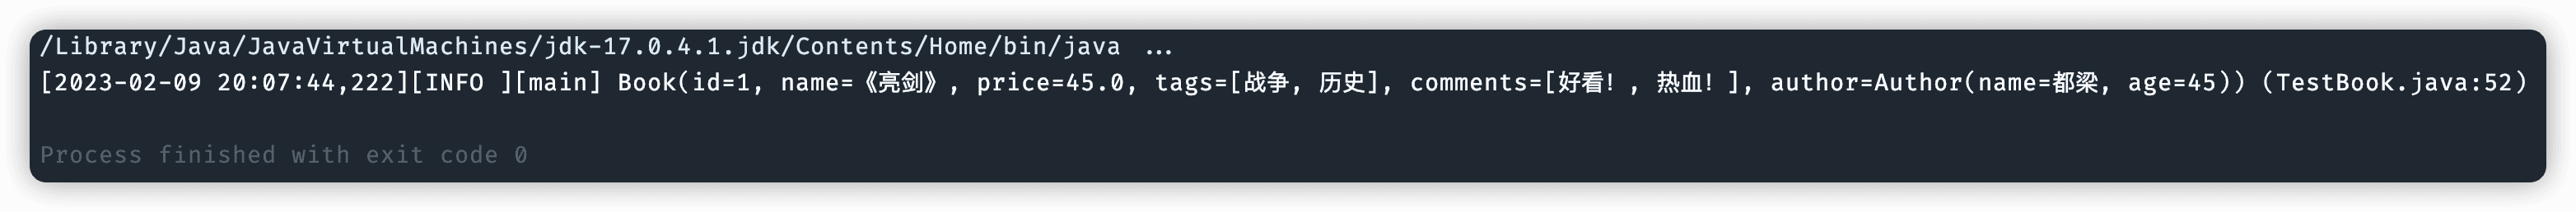 /Library/Java/JavaVirtualMachines/jdk-17.0.4.1.jdk/Contents/Home/bin/java ...
[2023-02-09 20:07:44,222][INFO ][main] Book(id=1, name=《亮剑》, price=45.0, tags=[战争, 历史], comments=[好看！, 热血！], author=Author(name=都梁, age=45)) (TestBook.java:52)
Process finished with exit code 0